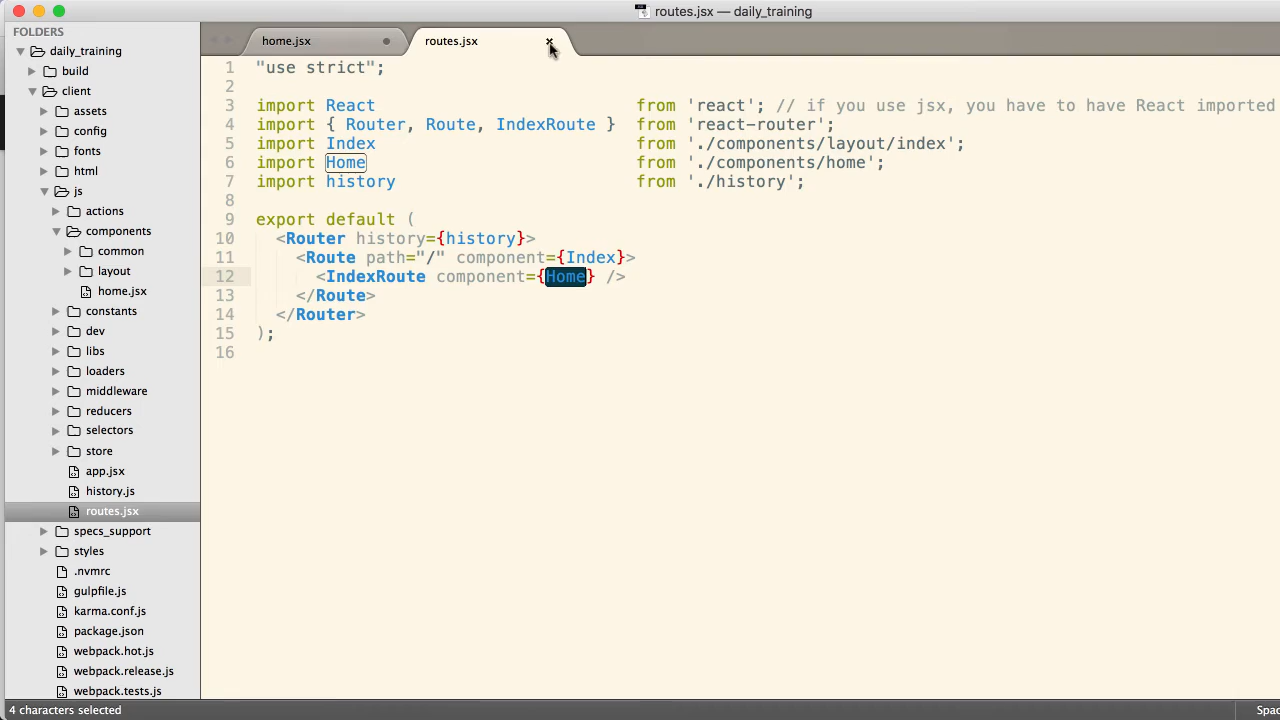 routes.jsx — daily_training
FOLDERS
daily_training
build
client
assets
config
fonts
html
js
actions
components
common
layout
home.jsx
constants
dev
libs
loaders
middleware
reducers
selectors
store
app.jsx
history.js
routes.jsx
specs_support
styles
.nvmrc
gulpfile.js
karma.conf.js
package.json
webpack.hot.js
webpack.release.js
webpack.tests.js
home.jsx
routes.jsx
1 "use strict";
2
3 import React from 'react'; // if you use jsx, you have to have React imported
4 import { Router, Route, IndexRoute } from 'react-router';
5 import Index from './components/layout/index';
6 import Home from './components/home';
7 import history from './history';
8
9 export default (
10 <Router history={history}>
11 <Route path="/" component={Index}>
12 <IndexRoute component={Home} />
13 </Route>
14 </Router>
15 );
16
4 characters selected